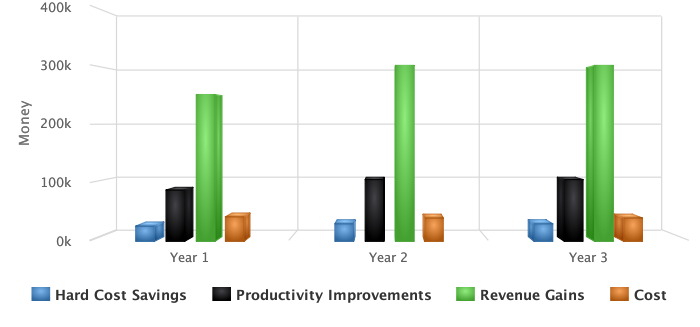 400k
300k
200k
100k
0k
Money
Year 1 Year 2 Year 3
Hard Cost Savings Productivity Improvements Revenue Gains Cost